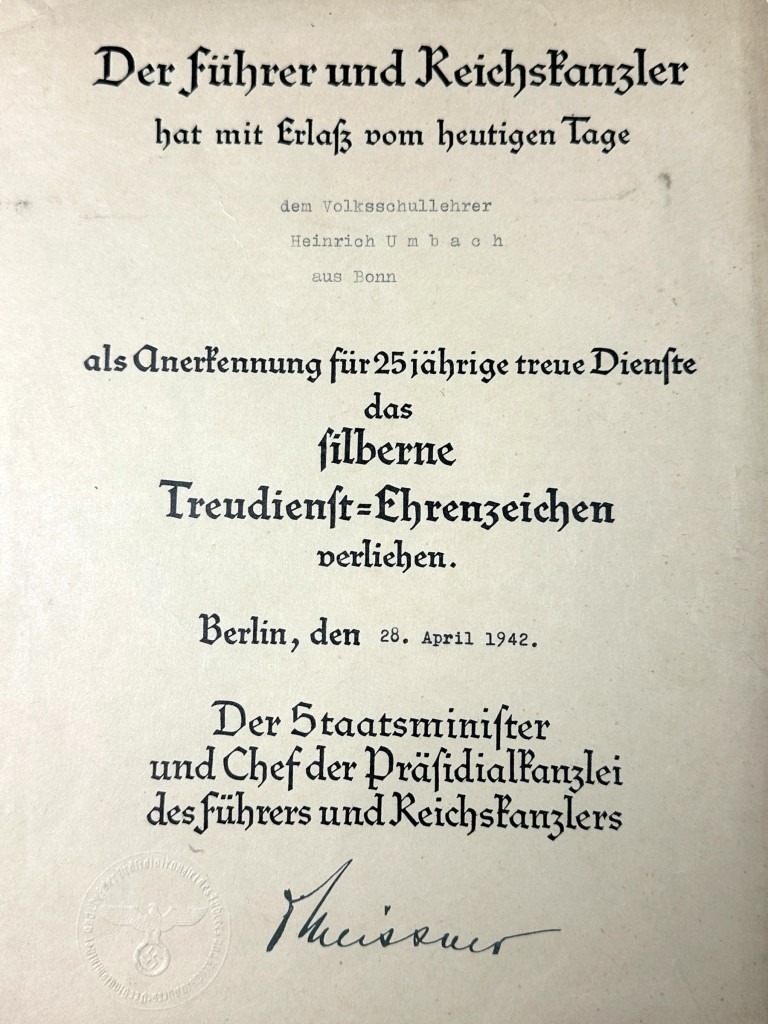 Der Führer und Reichskanzler
hat mit Erlaß vom heutigen Tage
dem Volksschullehrer
Heinrich U m b a c h
aus Bonn
als Anerkennung für 25jährige treue Dienste
das
silberne
Treudienst=Ehrenzeichen
verliehen.
Berlin, den 28. April 1942.
Der Staatsminister
und Chef der Präsidialkanzlei
des Führers und Reichskanzlers
Meissner